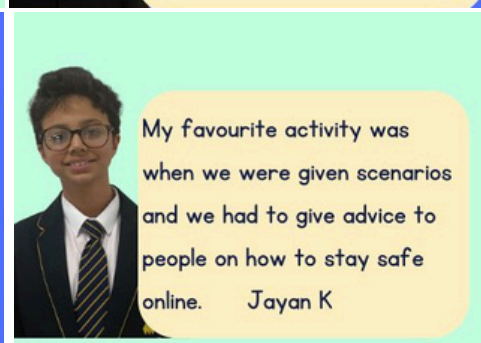 My favourite activity was
when we were given scenarios
and we had to give advice to
people on how to stay safe
online. Jayan K